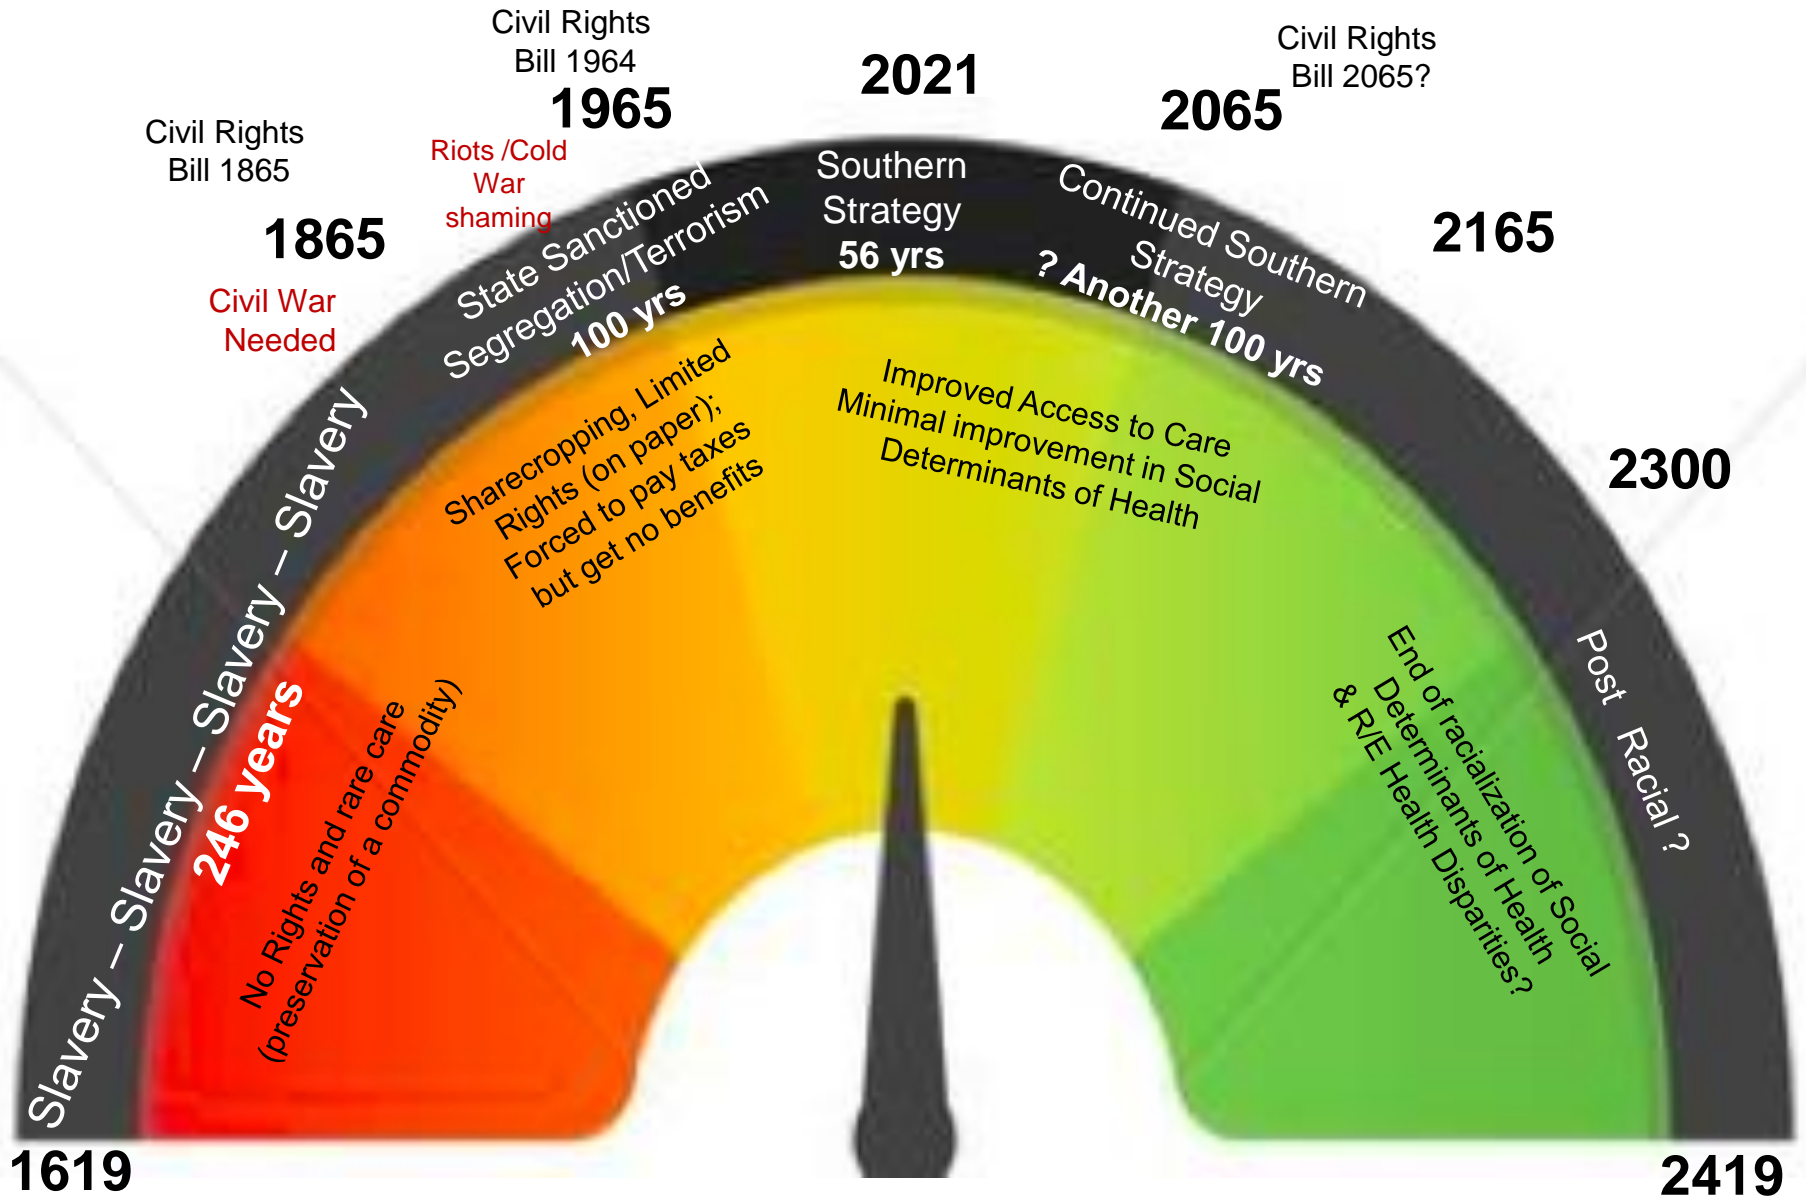 Civil Rights
Bill 1964
1965
2021
2065
Civil Rights
Bill 2065?
Civil Rights
Bill 1865
1865
Riots /Cold
War
shaming
Civil War
Needed
2165
2300
Slavery – Slavery – Slavery – Slavery
246 years
State Sanctioned
Segregation/Terrorism
100 yrs
Southern
Strategy
56 yrs
Continued Southern
Strategy
? Another 100 yrs
Post Racial ?
No Rights and rare care
(preservation of a commodity)
Sharecropping, Limited
Rights (on paper);
Forced to pay taxes
but get no benefits
Improved Access to Care
Minimal improvement in Social
Determinants of Health
End of racialization of Social
Determinants of Health
& R/E Health Disparities?
1619
2419